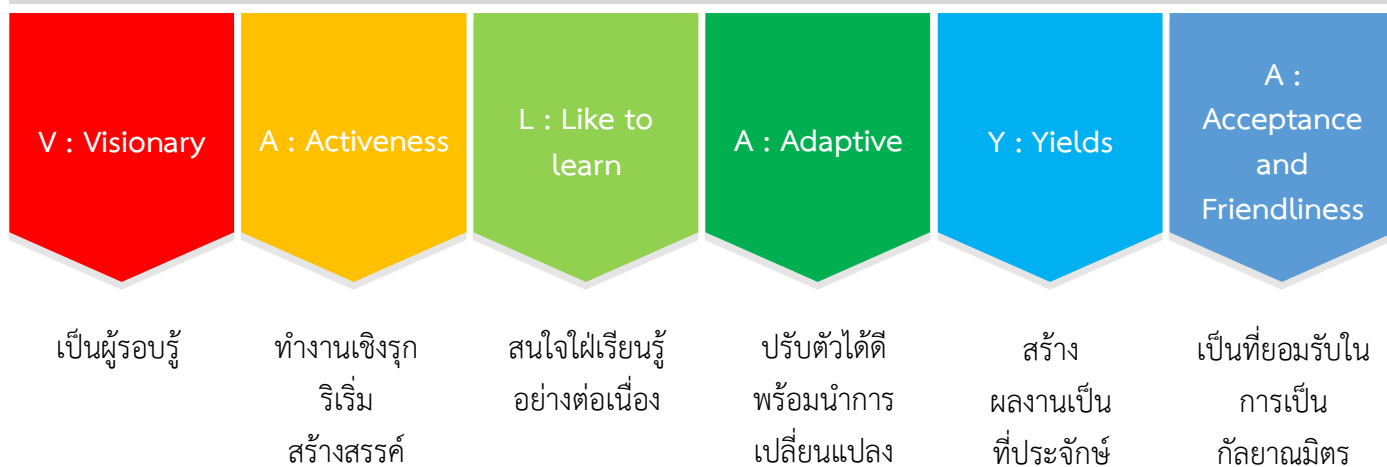 V : Visionary
A : Activeness
L : Like to
learn
A : Adaptive
Y : Yields
A :
Acceptance
and
Friendliness
เป็นผู้รอบรู้
ทำงานเชิงรุก
ริเริ่ม
สร้างสรรค์
สนใจใฝ่เรียนรู้
อย่างต่อเนื่อง
ปรับตัวได้ดี
พร้อมนำการ
เปลี่ยนแปลง
สร้าง
ผลงานเป็น
ที่ประจักษ์
เป็นที่ยอมรับใน
การเป็น
กัลยาณมิตร